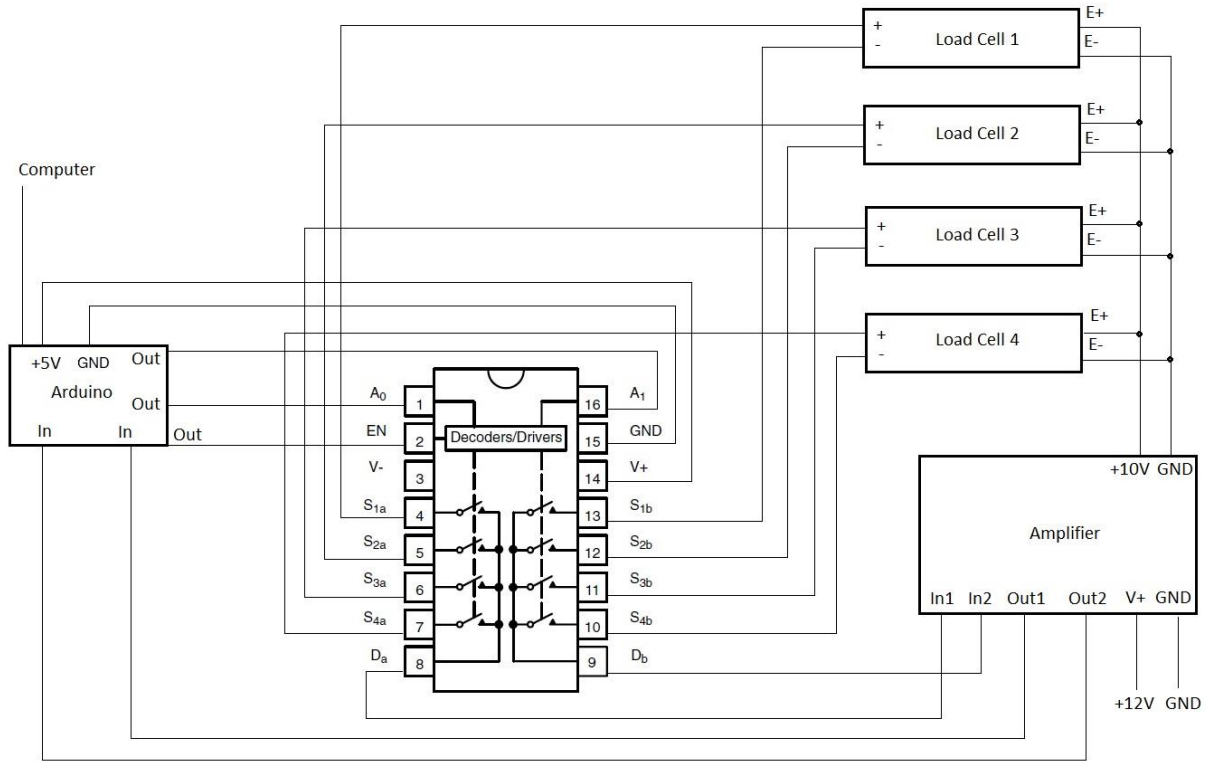 E+
+
Load Cell 1
-
E-
E+
+
Load Cell 2
-
E-
Computer
E+
+
Load Cell 3
-
E-
E+
+
Load Cell 4
-
E-
+5V GND Out
Arduino
Out
In In Out
A₀ 1 16 A₁
EN 2 Decoders/Drivers 15 GND
V- 3 14 V+
S₁ₐ 4 13 S₁b
S₂ₐ 5 12 S₂b
S₃ₐ 6 11 S₃b
S₄ₐ 7 10 S₄b
Dₐ 8 9 Db
+10V GND
Amplifier
In1 In2 Out1 Out2 V+ GND
+12V GND